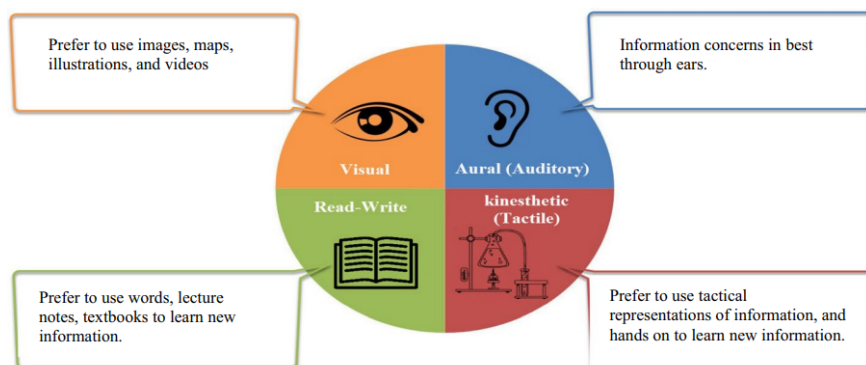 Prefer to use images, maps,
illustrations, and videos
Information concerns in best
through ears.
Visual
Aural (Auditory)
Read-Write
kinesthetic
(Tactile)
Prefer to use words, lecture
notes, textbooks to learn new
information.
Prefer to use tactical
representations of information, and
hands on to learn new information.